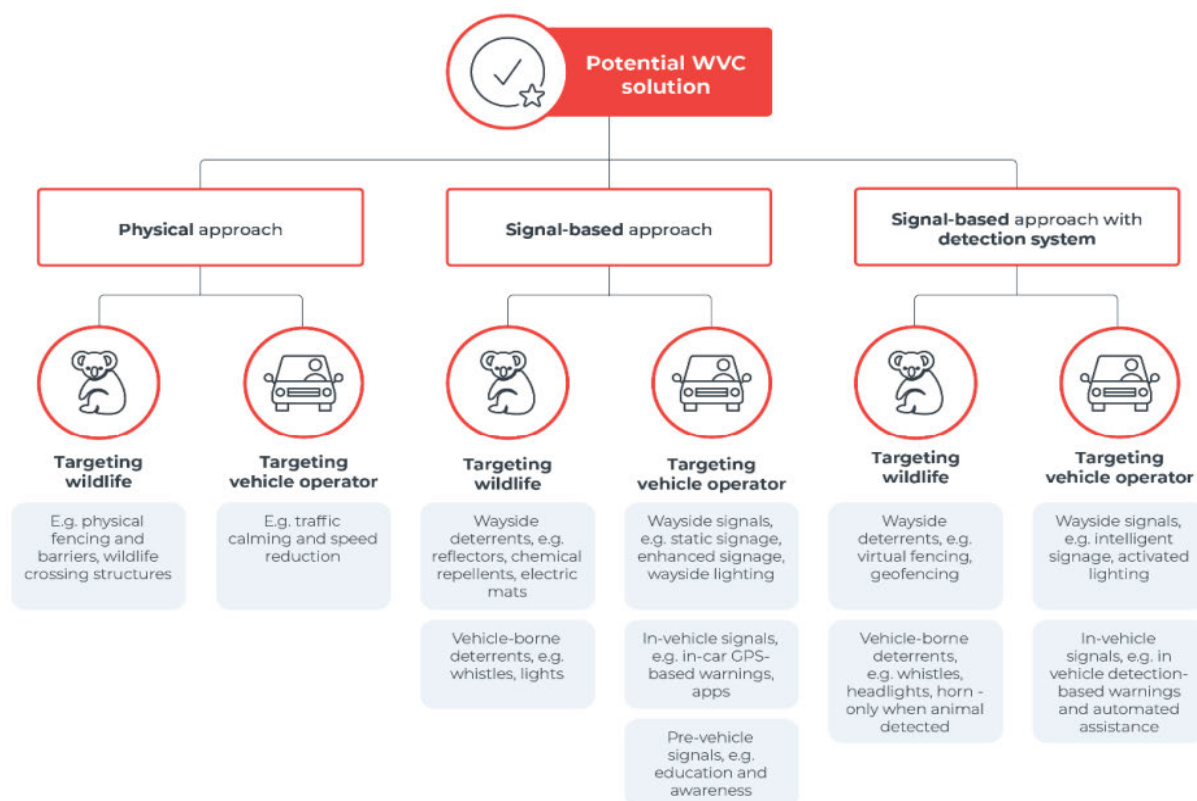 Potential WVC
solution
Physical approach
Signal-based approach
Signal-based approach with
detection system
Targeting
wildlife
E.g. physical
fencing and
barriers, wildlife
crossing structures
Targeting
vehicle operator
E.g. traffic
calming and speed
reduction
Targeting
wildlife
Wayside
deterrents, e.g.
reflectors, chemical
repellents, electric
mats
Vehicle-borne
deterrents, e.g.
whistles, lights
Targeting
vehicle operator
Wayside signals,
e.g. static signage,
enhanced signage,
wayside lighting
In-vehicle signals,
e.g. in-car GPS-
based warnings,
apps
Pre-vehicle
signals, e.g.
education and
awareness
Targeting
wildlife
Wayside
deterrents, e.g.
virtual fencing,
geofencing
Vehicle-borne
deterrents,
e.g. whistles,
headlights, horn -
only when animal
detected
Targeting
vehicle operator
Wayside signals,
e.g. intelligent
signage, activated
lighting
In-vehicle
signals, e.g. in
vehicle detection-
based warnings
and automated
assistance